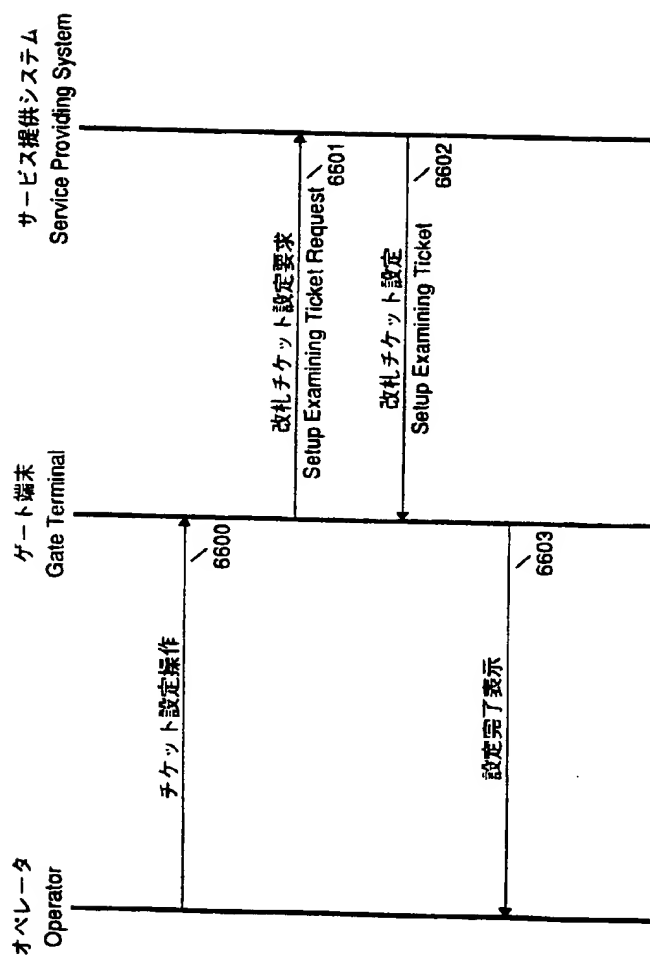 オペレータ
Operator
ゲート端末
Gate Terminal
サービス提供システム
Service Providing System
チケット設定操作
6600
改札チケット設定要求
Setup Examining Ticket Request
6601
改札チケット設定
Setup Examining Ticket
6602
設定完了表示
6603